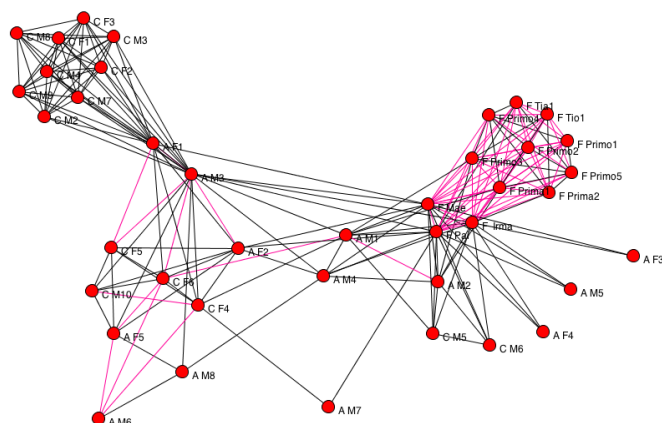 C F3
C M8
C F1
C M3
C M4
C F2
C M9
C M7
C M2
A F1
A M3
F Tia1
F Primo4
F Tio1
F Primo1
F Primo2
F Primo3
F Primo5
F Prima1
F Prima2
F Mae
F Irma
F Pai
A M1
C F5
A F2
A F3
A M4
C F6
A M2
A M5
C M10
C F4
A F5
C M5
A F4
C M6
A M8
A M7
A M6